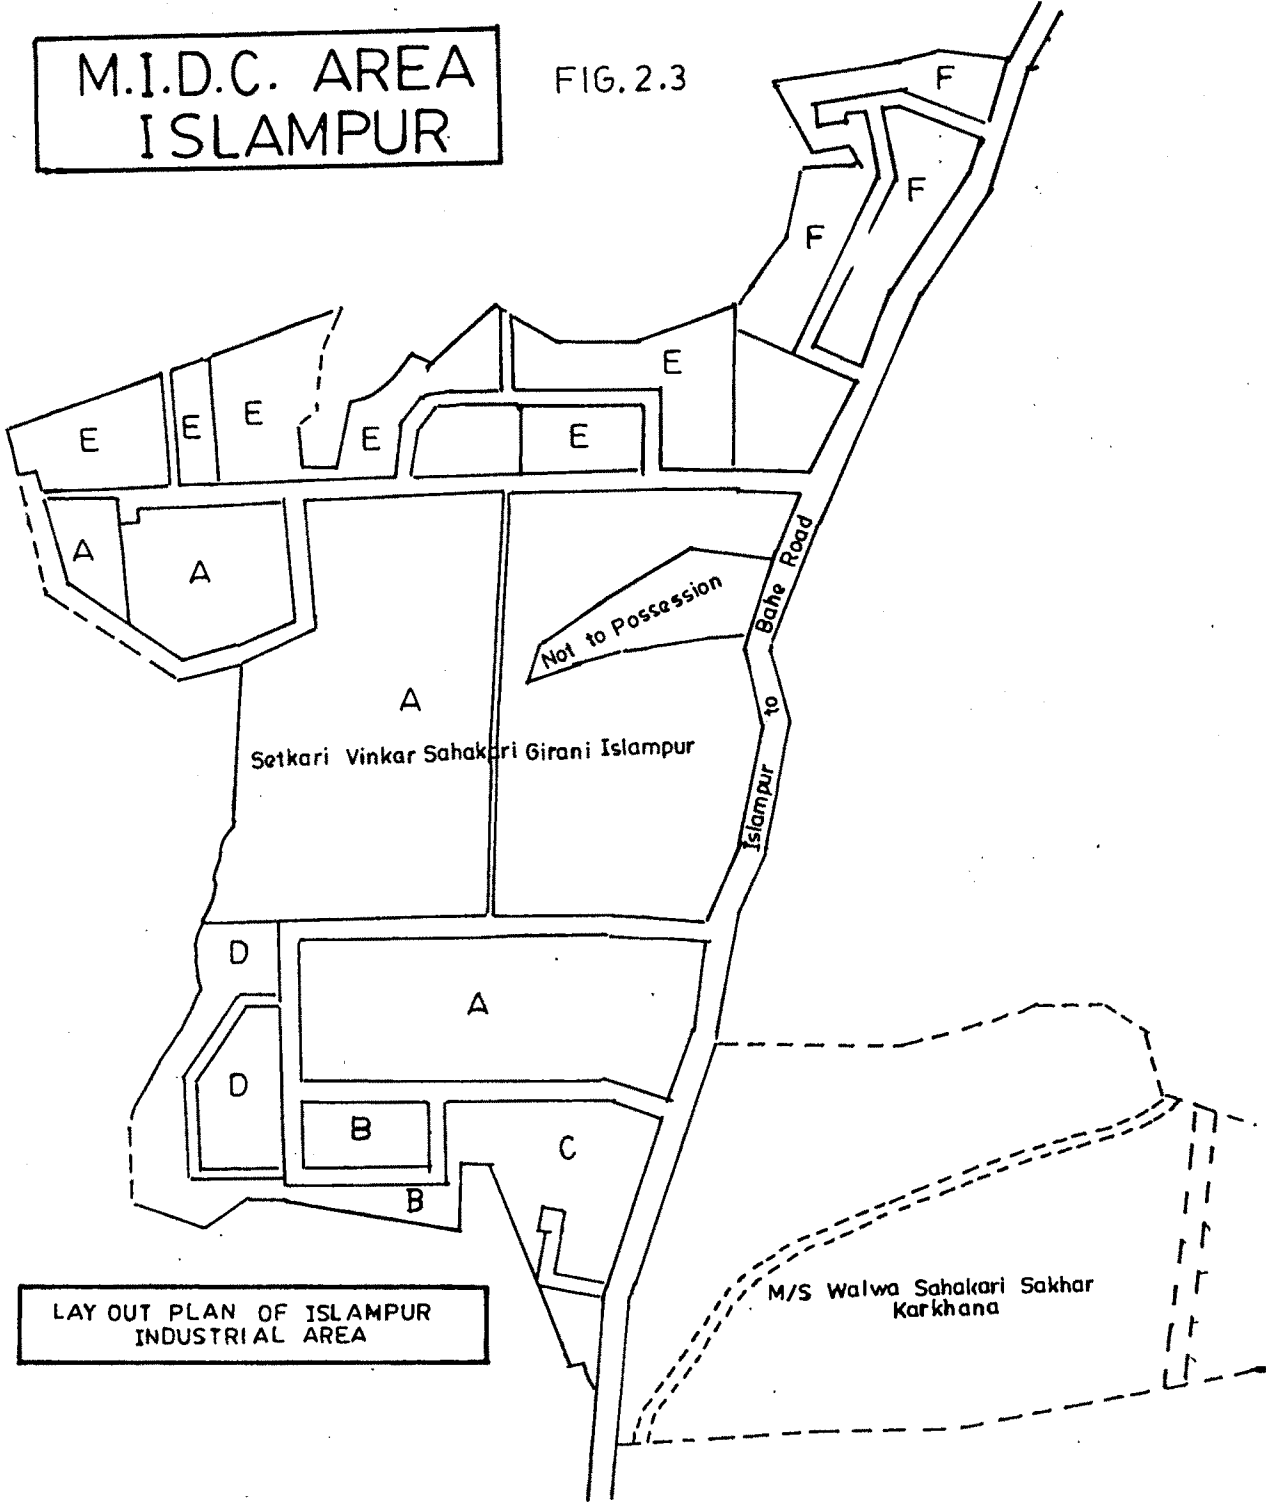 M.I.D.C. AREA
ISLAMPUR
FIG. 2.3
F
F
F
E
E
E
E
E
E
A
A
Not to Possession
Islampur to Bahe Road
A
Setkari Vinkar Sahakari Girani Islampur
D
A
D
B
C
B
M/S Walwa Sahakari Sakhar
Karkhana
LAY OUT PLAN OF ISLAMPUR
INDUSTRIAL AREA